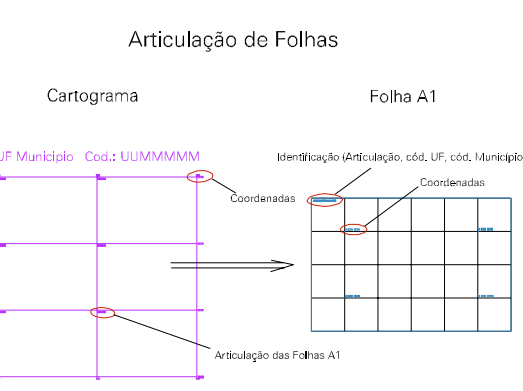 Articulação de Folhas
Cartograma
Folha A1
UF Municipio Cod.: UUMMMMM
Identificação (Articulação, cód. UF, cód. Município
Coordenadas
Coordenadas
Articulação das Folhas A1